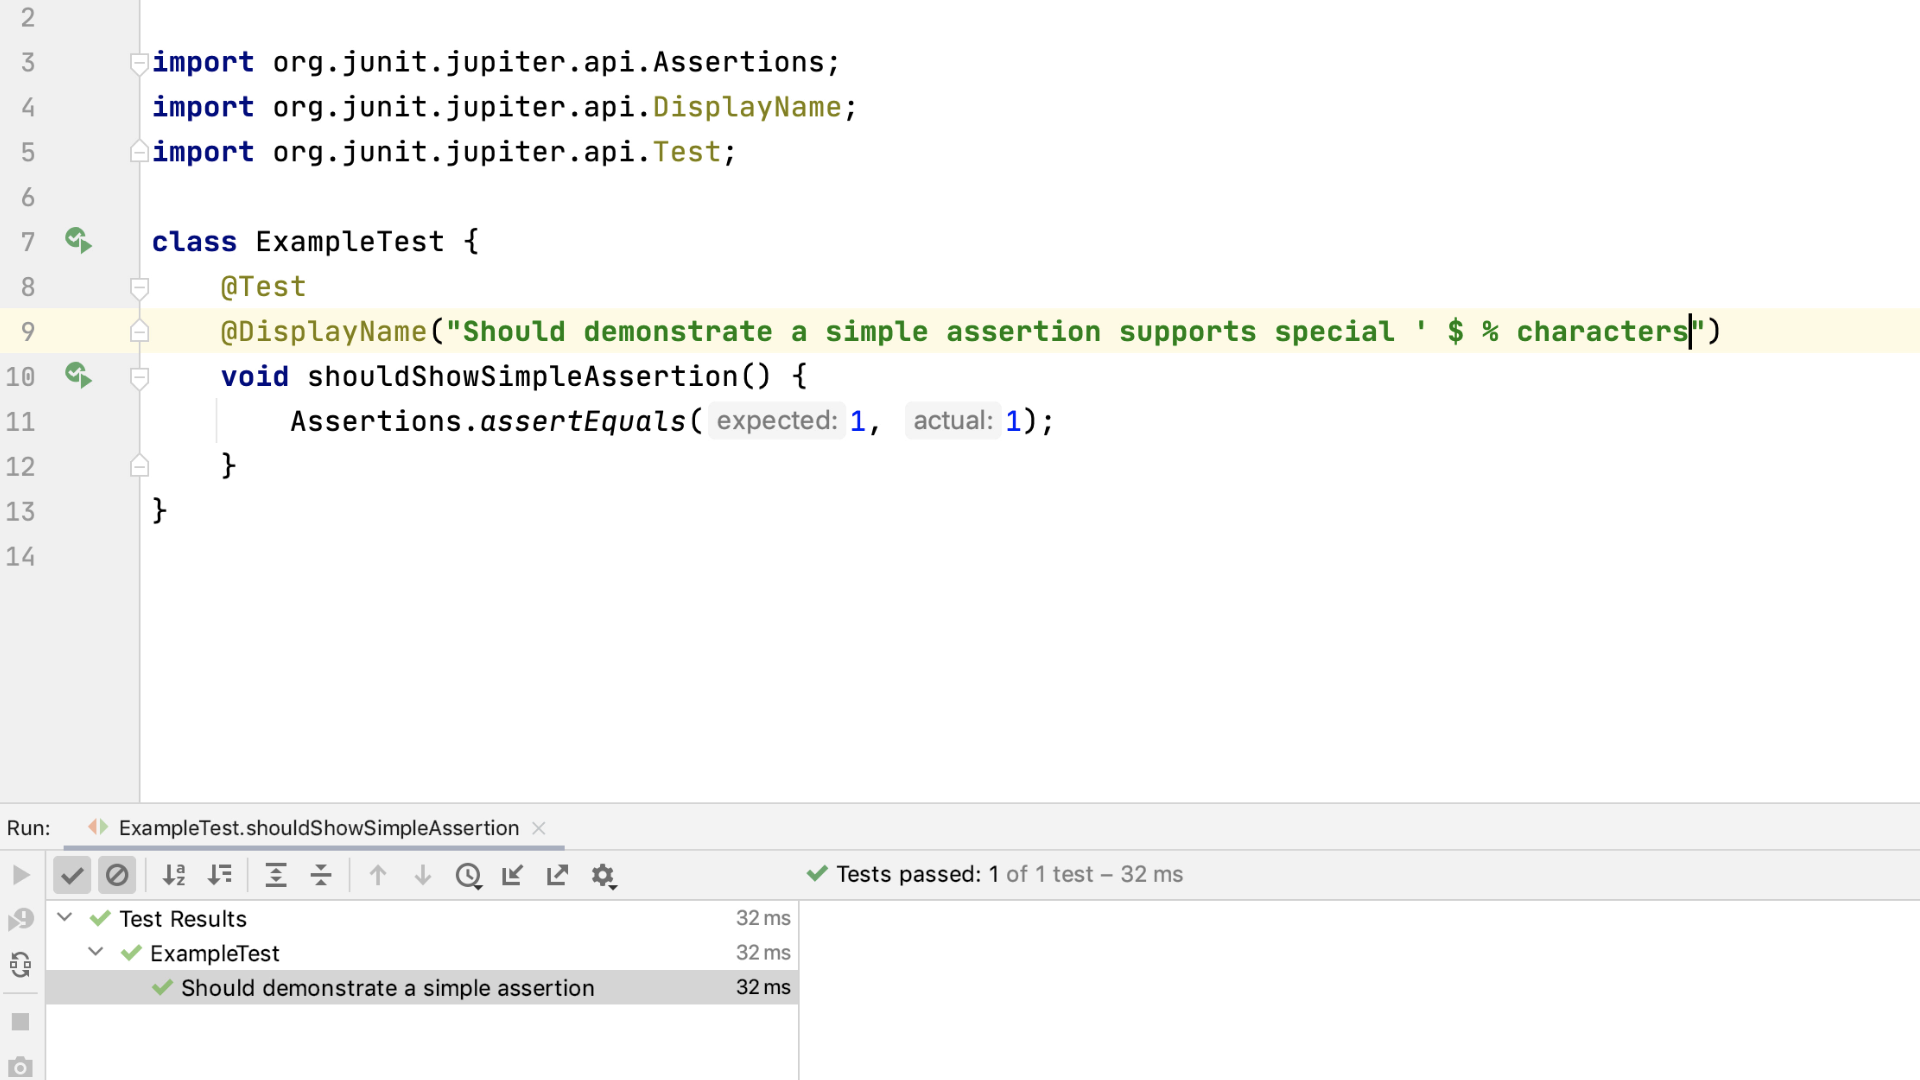 2
3 import org.junit.jupiter.api.Assertions;
4 import org.junit.jupiter.api.DisplayName;
5 import org.junit.jupiter.api.Test;
6
7 class ExampleTest {
8 @Test
9 @DisplayName("Should demonstrate a simple assertion supports special ' $ % characters")
10 void shouldShowSimpleAssertion() {
11 Assertions.assertEquals( expected: 1, actual: 1);
12 }
13 }
14
Run: ExampleTest.shouldShowSimpleAssertion
Tests passed: 1 of 1 test – 32 ms
Test Results 32 ms
ExampleTest 32 ms
Should demonstrate a simple assertion 32 ms